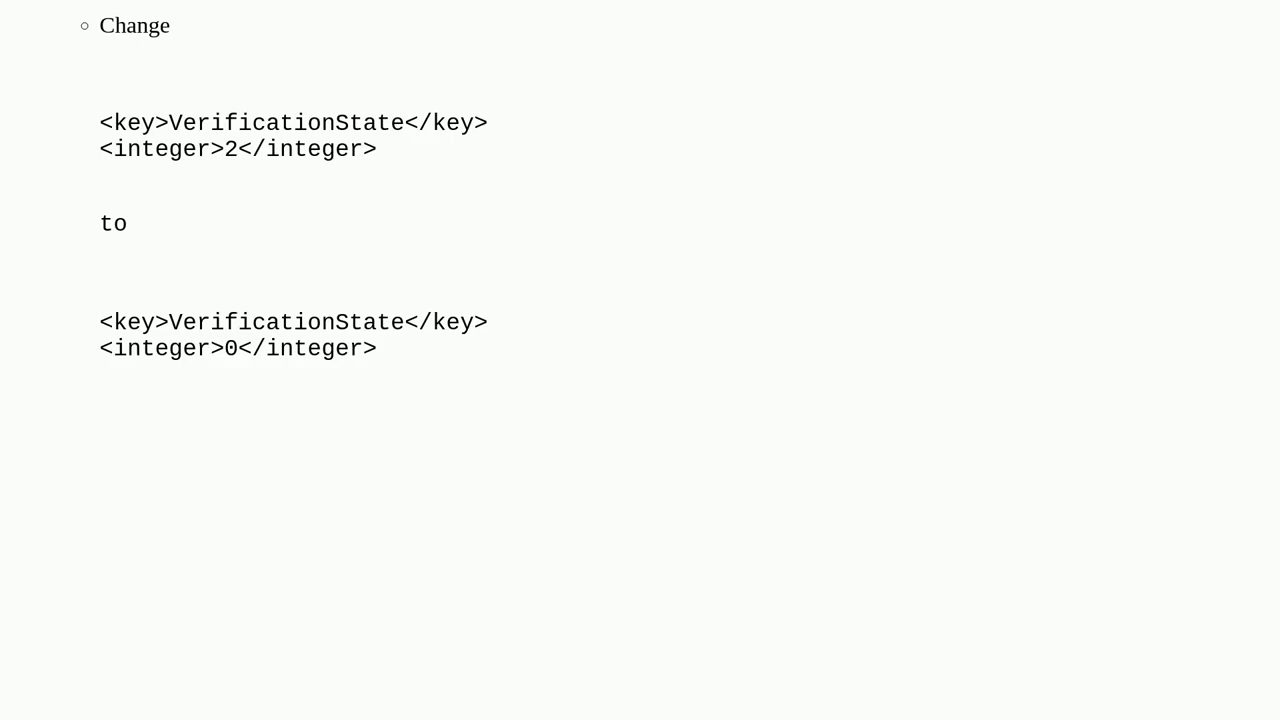 Change
<key>VerificationState</key>
<integer>2</integer>
to
<key>VerificationState</key>
<integer>0</integer>